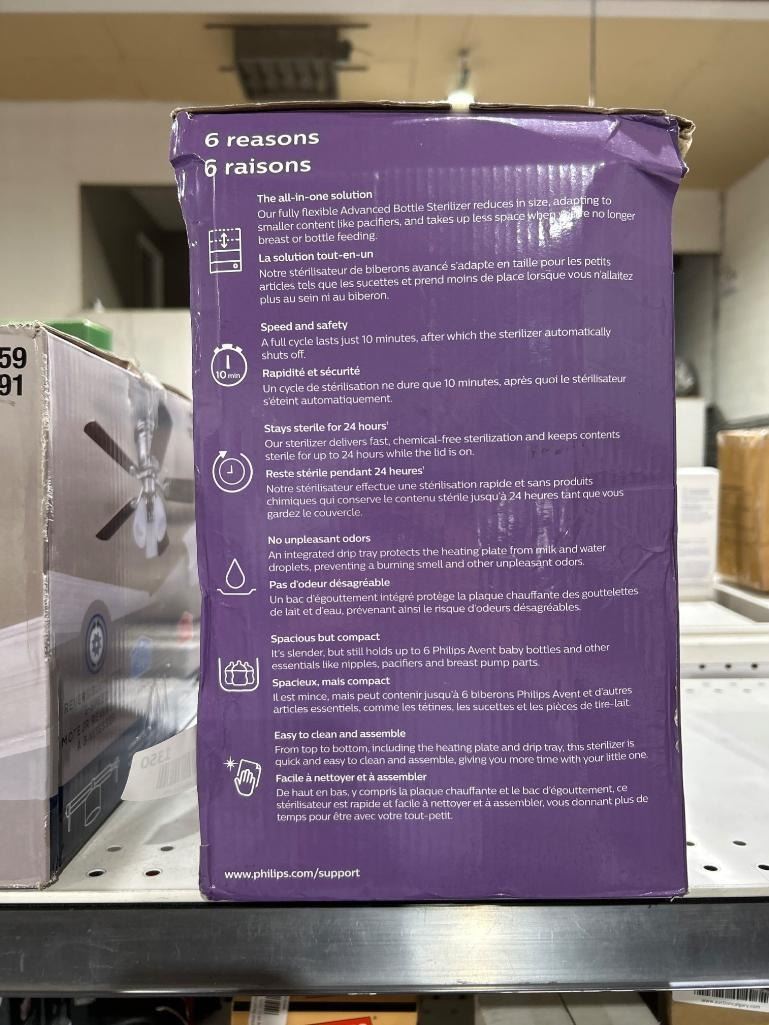 6 reasons
6 raisons
The all-in-one solution
Our fully flexible Advanced Bottle Sterilizer reduces in size, adapting to
smaller content like pacifiers, and takes up less space when you're no longer
breast or bottle feeding.
La solution tout-en-un
Notre stérilisateur de biberons avancé s'adapte en taille pour les petits
articles tels que les sucettes et prend moins de place lorsque vous n'allaitez
plus au sein ni au biberon.
Speed and safety
A full cycle lasts just 10 minutes, after which the sterilizer automatically
shuts off.
10 min
Rapidité et sécurité
Un cycle de stérilisation ne dure que 10 minutes, après quoi le stérilisateur
s'éteint automatiquement.
Stays sterile for 24 hours¹
Our sterilizer delivers fast, chemical-free sterilization and keeps contents
sterile for up to 24 hours while the lid is on.
Reste stérile pendant 24 heures¹
Notre stérilisateur effectue une stérilisation rapide et sans produits
chimiques qui conserve le contenu stérile jusqu'à 24 heures tant que vous
gardez le couvercle.
No unpleasant odors
An integrated drip tray protects the heating plate from milk and water
droplets, preventing a burning smell and other unpleasant odors.
Pas d'odeur désagréable
Un bac d'égouttement intégré protège la plaque chauffante des gouttelettes
de lait et d'eau, prévenant ainsi le risque d'odeurs désagréables.
Spacious but compact
It's slender, but still holds up to 6 Philips Avent baby bottles and other
essentials like nipples, pacifiers and breast pump parts.
Spacieux, mais compact
Il est mince, mais peut contenir jusqu'à 6 biberons Philips Avent et d'autres
articles essentiels, comme les tétines, les sucettes et les pièces de tire-lait.
Easy to clean and assemble
From top to bottom, including the heating plate and drip tray, this sterilizer is
quick and easy to clean and assemble, giving you more time with your little one.
Facile à nettoyer et à assembler
De haut en bas, y compris la plaque chauffante et le bac d'égouttement, ce
stérilisateur est rapide et facile à nettoyer et à assembler, vous donnant plus de
temps pour être avec votre tout-petit.
www.philips.com/support
59
91
1350